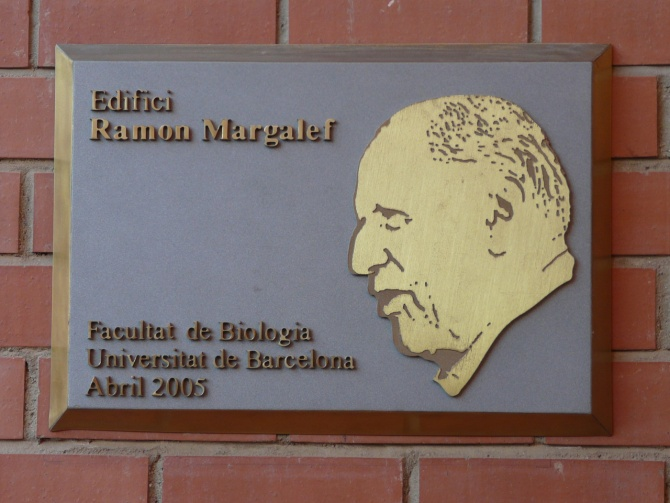 Edifici
Ramon Margalef
Facultat de Biologia
Universitat de Barcelona
Abril 2005